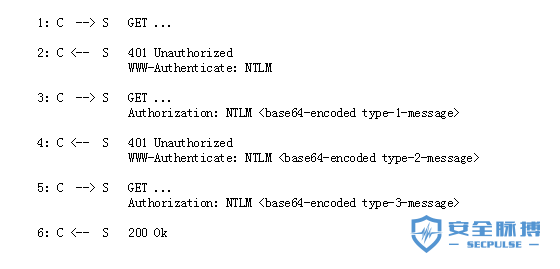 1: C --> S GET ...
2: C <-- S 401 Unauthorized
WWW-Authenticate: NTLM
3: C --> S GET ...
Authorization: NTLM <base64-encoded type-1-message>
4: C <-- S 401 Unauthorized
WWW-Authenticate: NTLM <base64-encoded type-2-message>
5: C --> S GET ...
Authorization: NTLM <base64-encoded type-3-message>
6: C <-- S 200 Ok
安全脉搏
SECPULSE